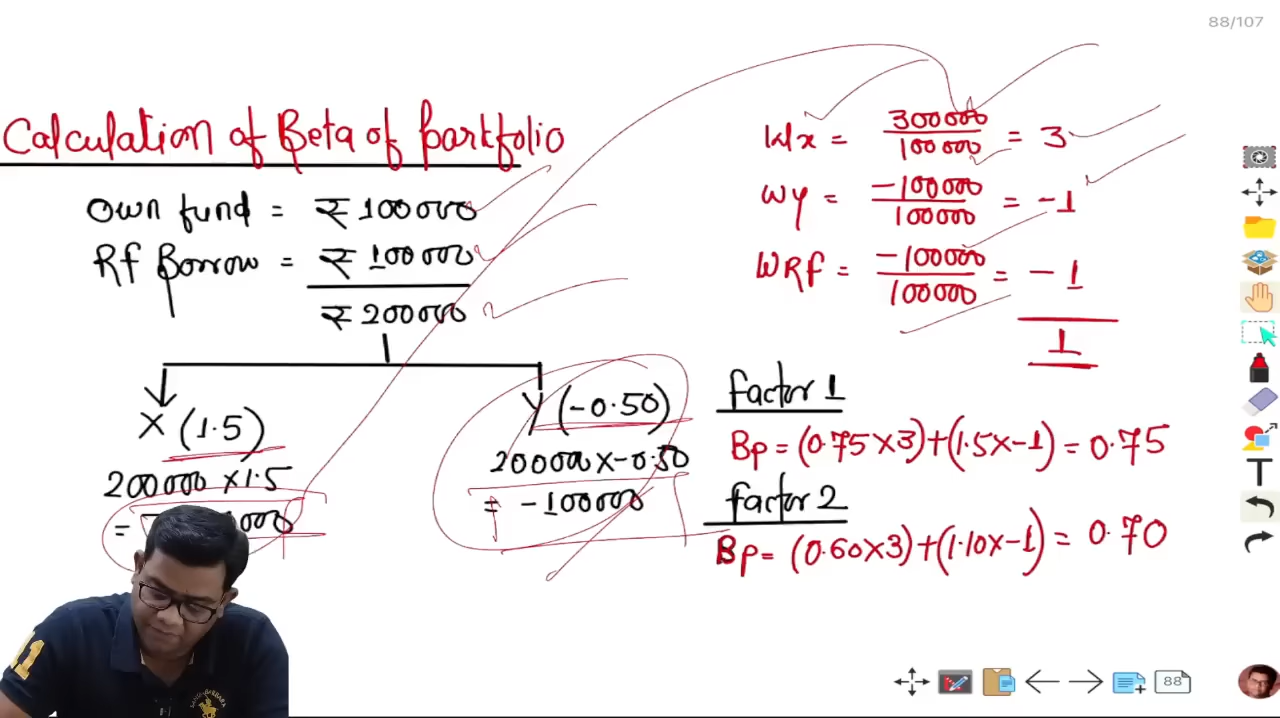 88/107
Calculation of Beta of Partfolio
Own fund = ₹ 100000
Rf Borrow = ₹ 100000
₹ 200000
X (1.5)
200000 x 1.5
=
Y (-0.50)
200000 x -0.50
= -100000
Wx = 300000/100000 = 3
WY = -100000/100000 = -1
WRf = -100000/100000 = -1
1
factor 1
Bp = (0.75 x 3) + (1.5 x -1) = 0.75
factor 2
Bp = (0.60 x 3) + (1.10 x -1) = 0.70
11
88